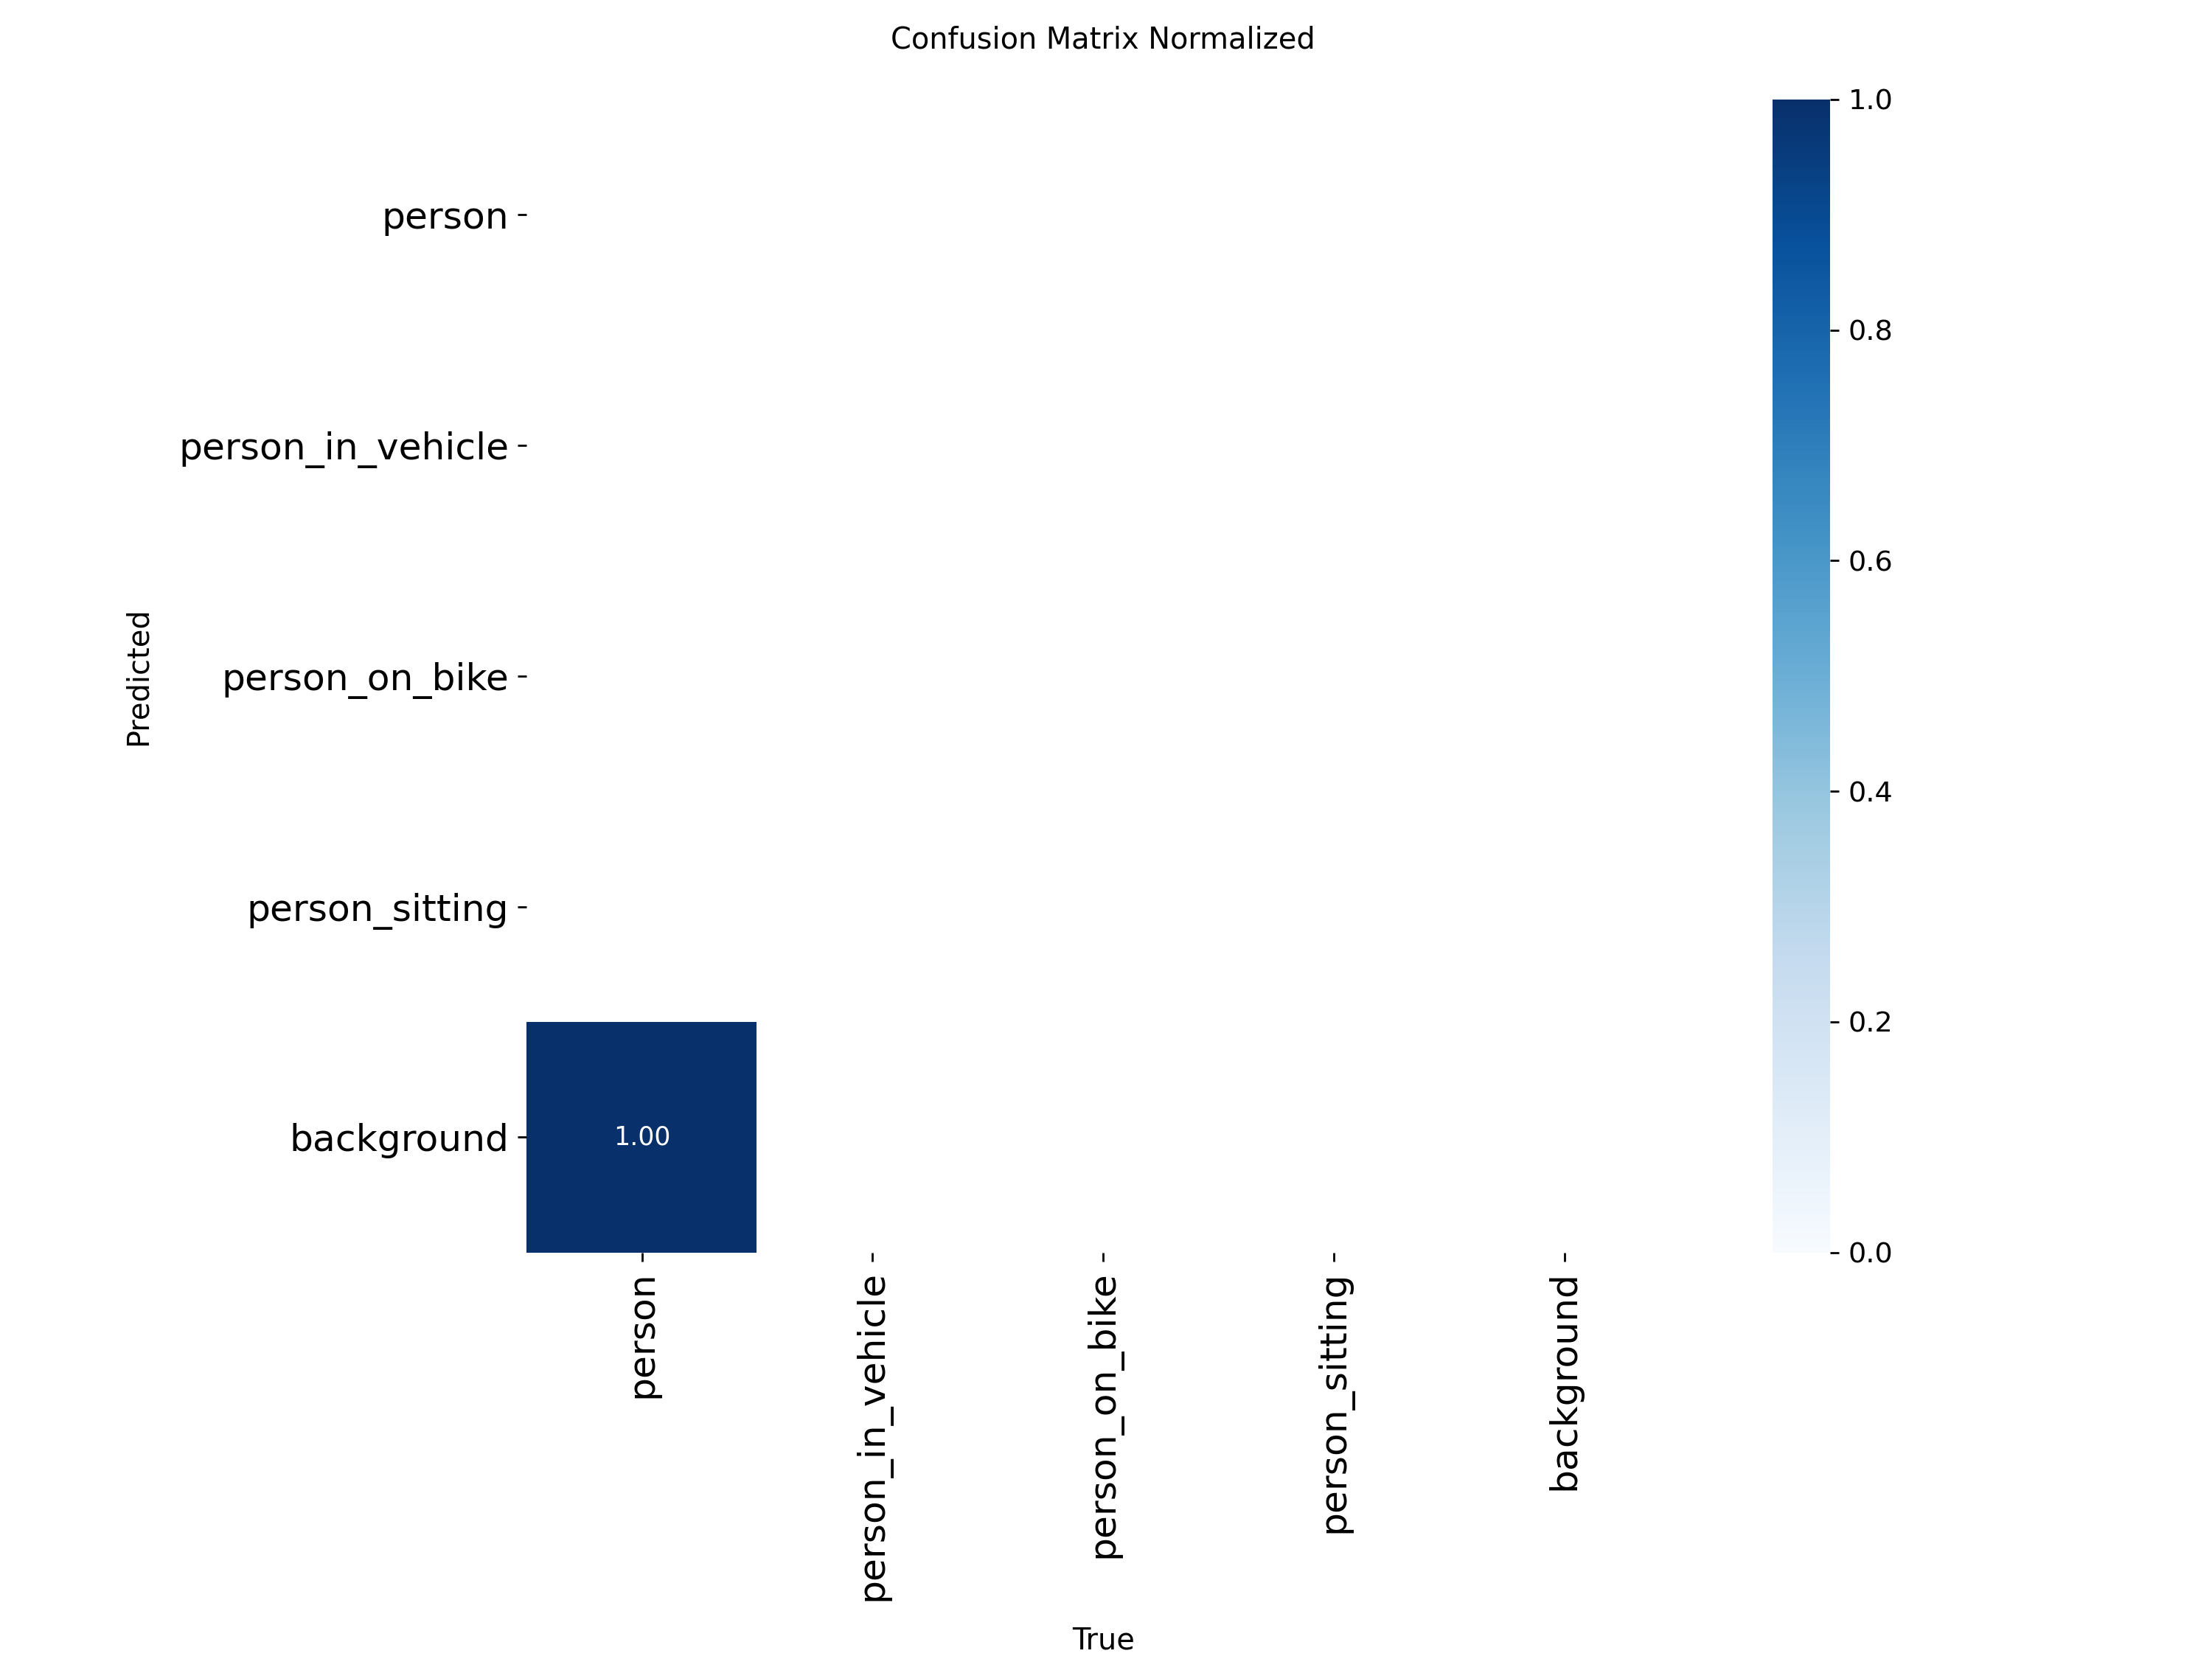 Confusion Matrix Normalized
person
person_in_vehicle
person_on_bike
person_sitting
background
Predicted
1.00
person
person_in_vehicle
person_on_bike
person_sitting
background
True
1.0
0.8
0.6
0.4
0.2
0.0